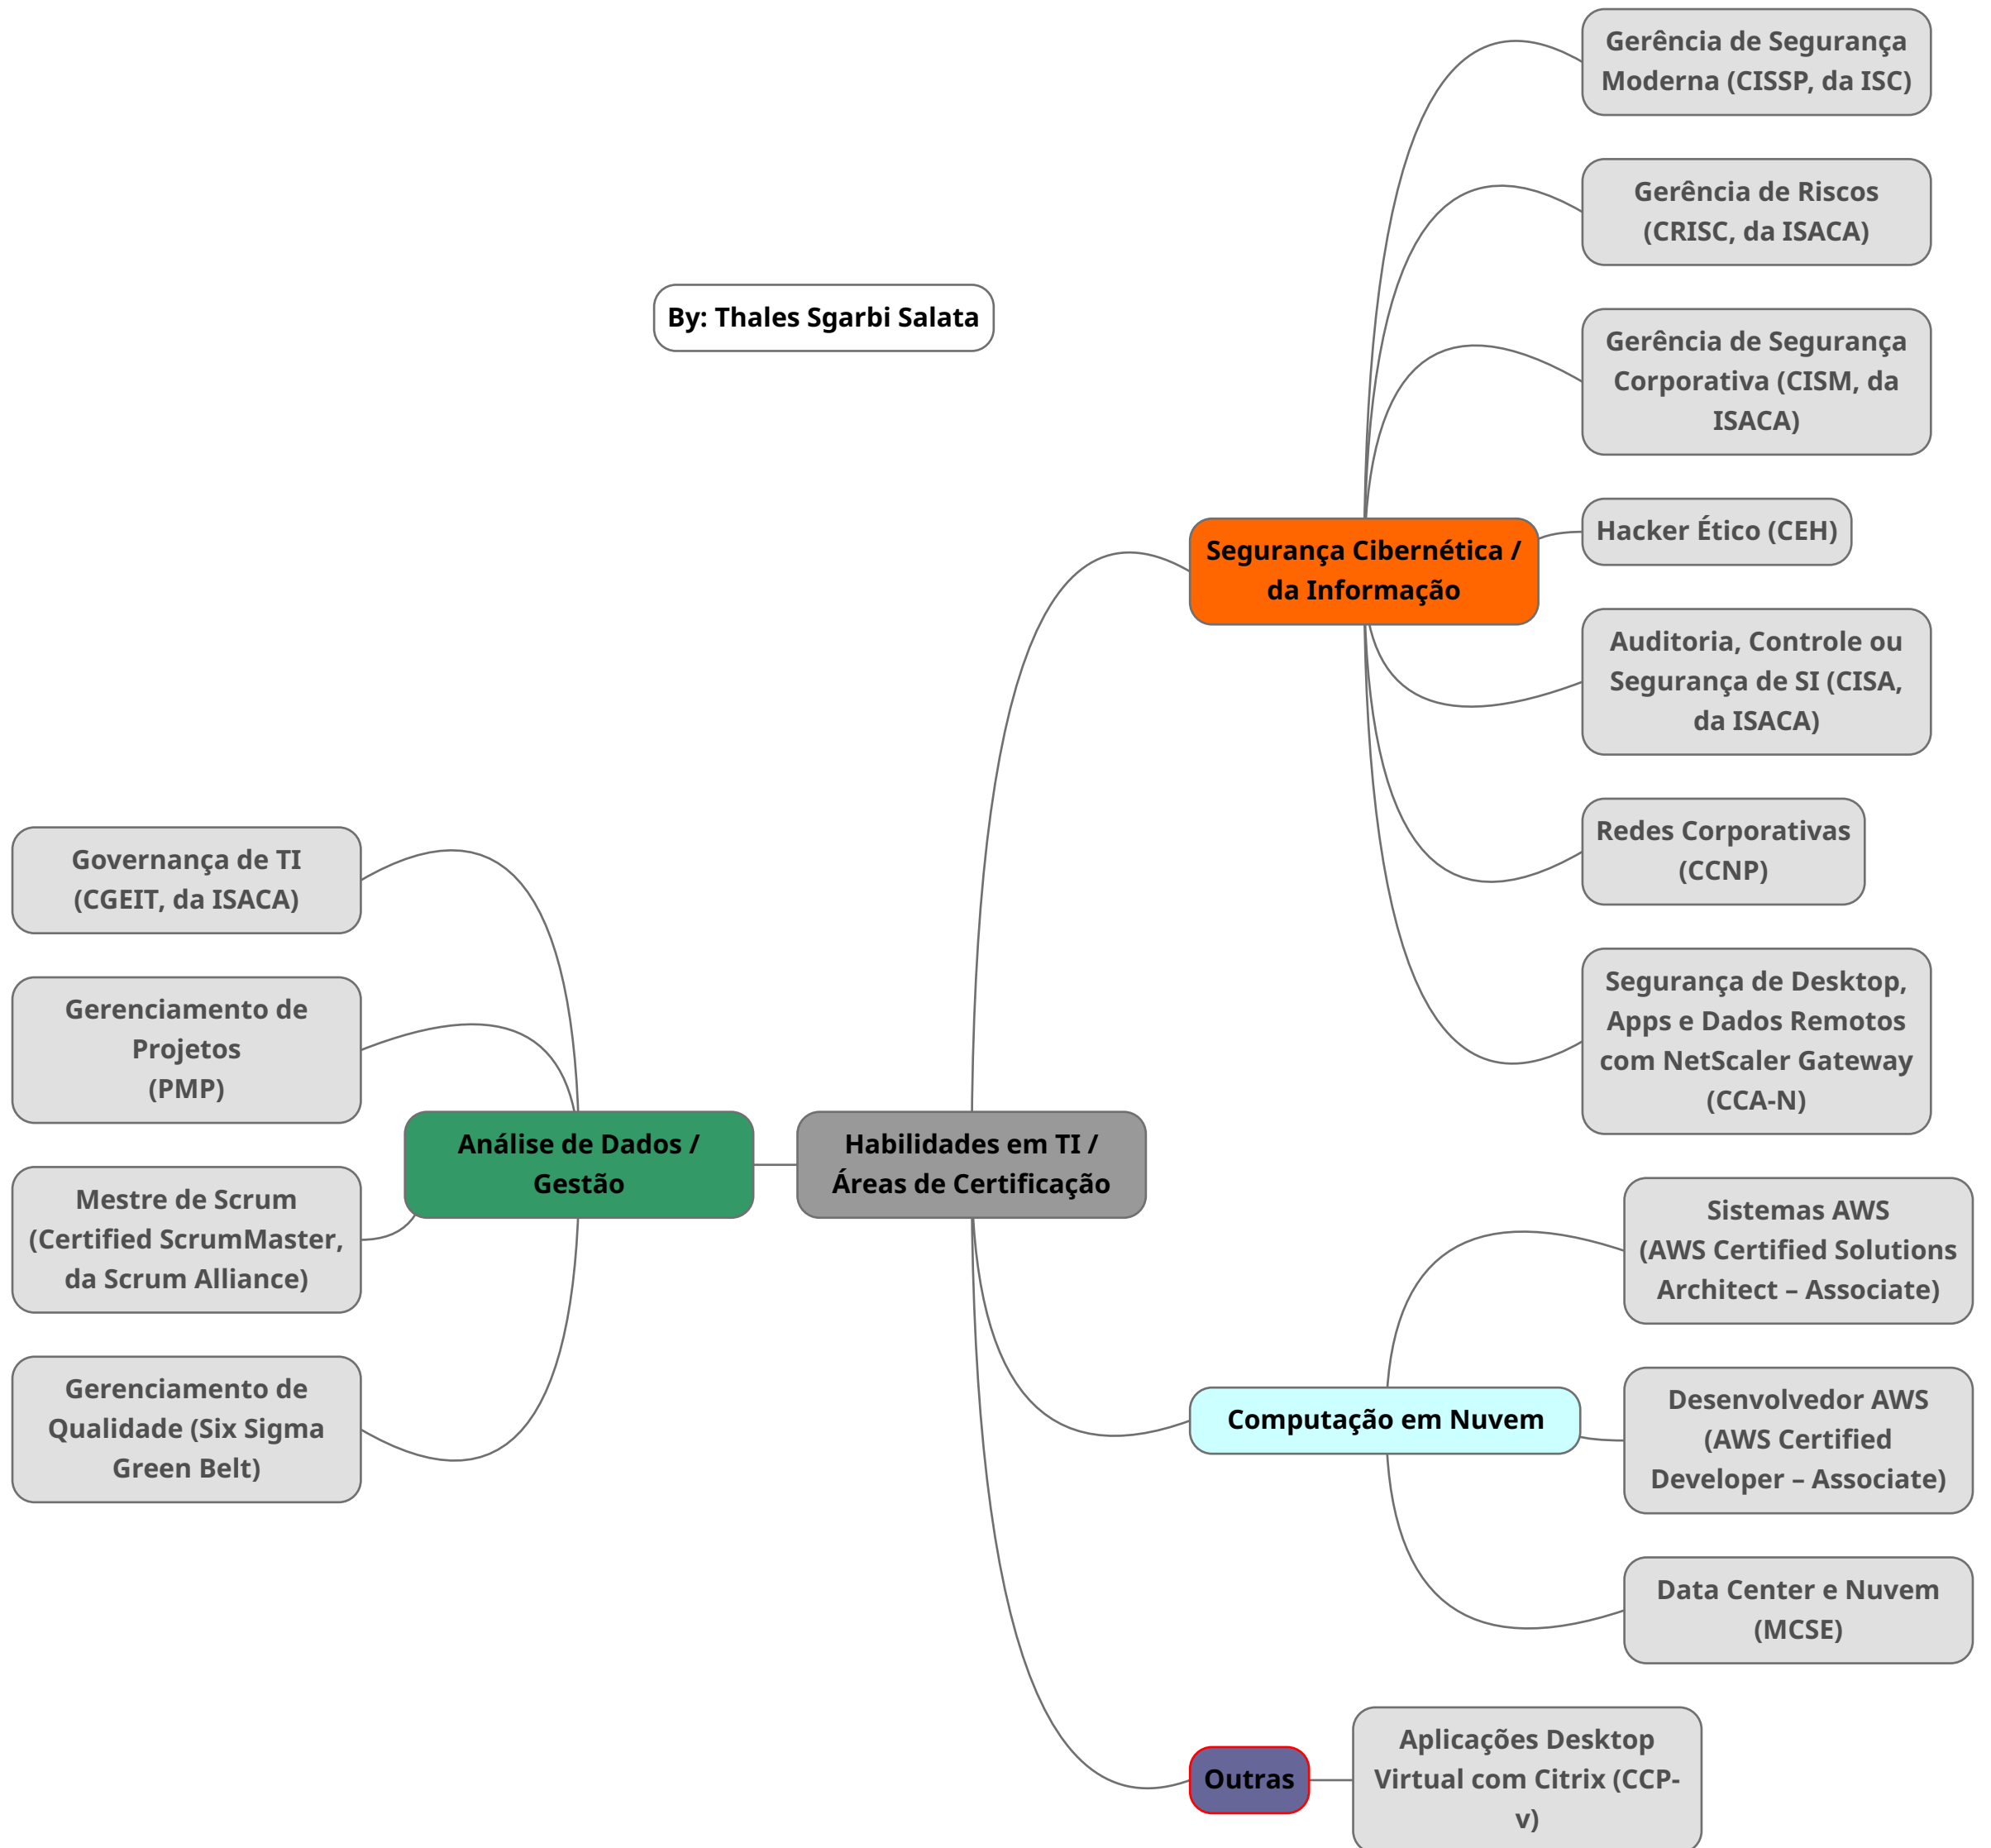 Gerência de Segurança
Moderna (CISSP, da ISC)
Gerência de Riscos
(CRISC, da ISACA)
By: Thales Sgarbi Salata
Gerência de Segurança
Corporativa (CISM, da
ISACA)
Hacker Ético (CEH)
Segurança Cibernética /
da Informação
Auditoria, Controle ou
Segurança de SI (CISA,
da ISACA)
Redes Corporativas
(CCNP)
Segurança de Desktop,
Apps e Dados Remotos
com NetScaler Gateway
(CCA-N)
Governança de TI
(CGEIT, da ISACA)
Gerenciamento de
Projetos
(PMP)
Análise de Dados /
Gestão
Habilidades em TI /
Áreas de Certificação
Mestre de Scrum
(Certified ScrumMaster,
da Scrum Alliance)
Gerenciamento de
Qualidade (Six Sigma
Green Belt)
Sistemas AWS
(AWS Certified Solutions
Architect – Associate)
Computação em Nuvem
Desenvolvedor AWS
(AWS Certified
Developer – Associate)
Data Center e Nuvem
(MCSE)
Outras
Aplicações Desktop
Virtual com Citrix (CCP-
v)